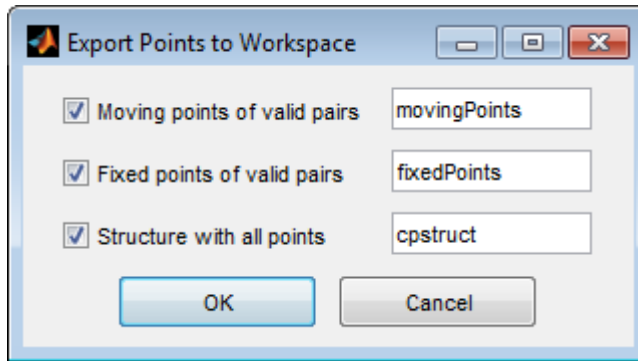 Export Points to Workspace
Moving points of valid pairs movingPoints
Fixed points of valid pairs fixedPoints
Structure with all points cpstruct
OK Cancel